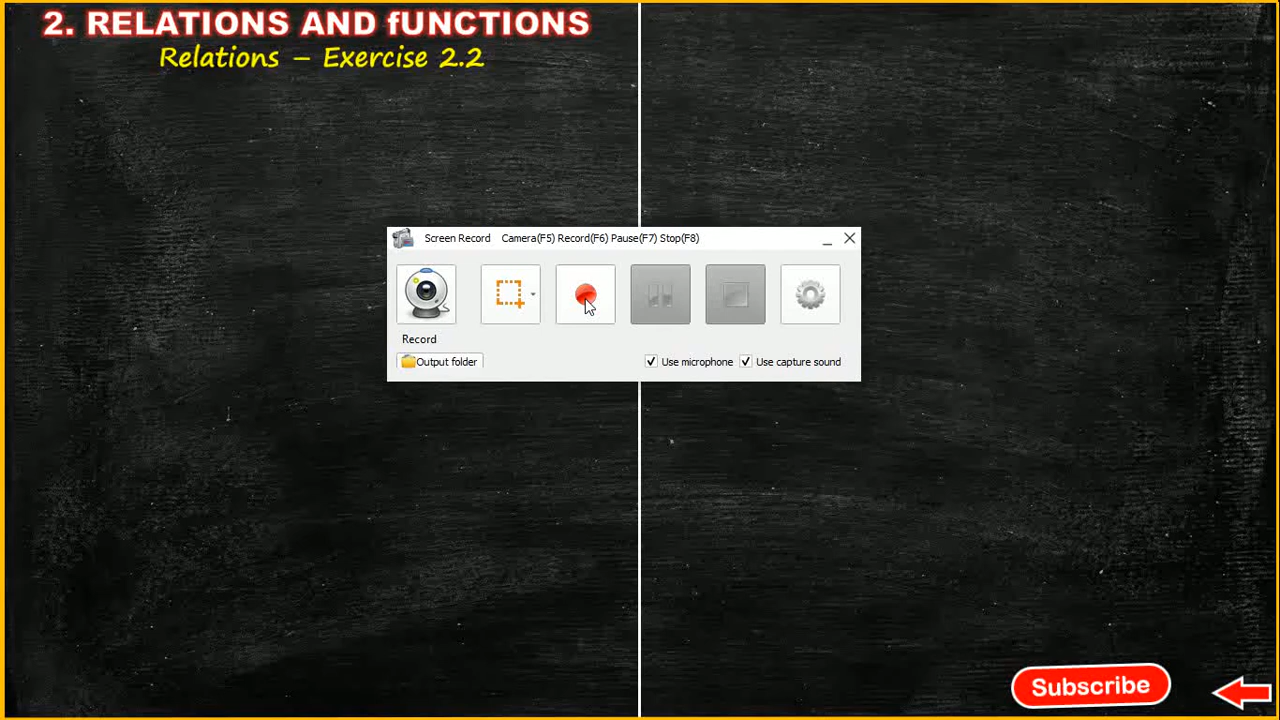 2. RELATIONS AND fUNCTIONS
Relations – Exercise 2.2
Screen Record Camera(F5) Record(F6) Pause(F7) Stop(F8)
Record
Output folder
Use microphone
Use capture sound
Subscribe